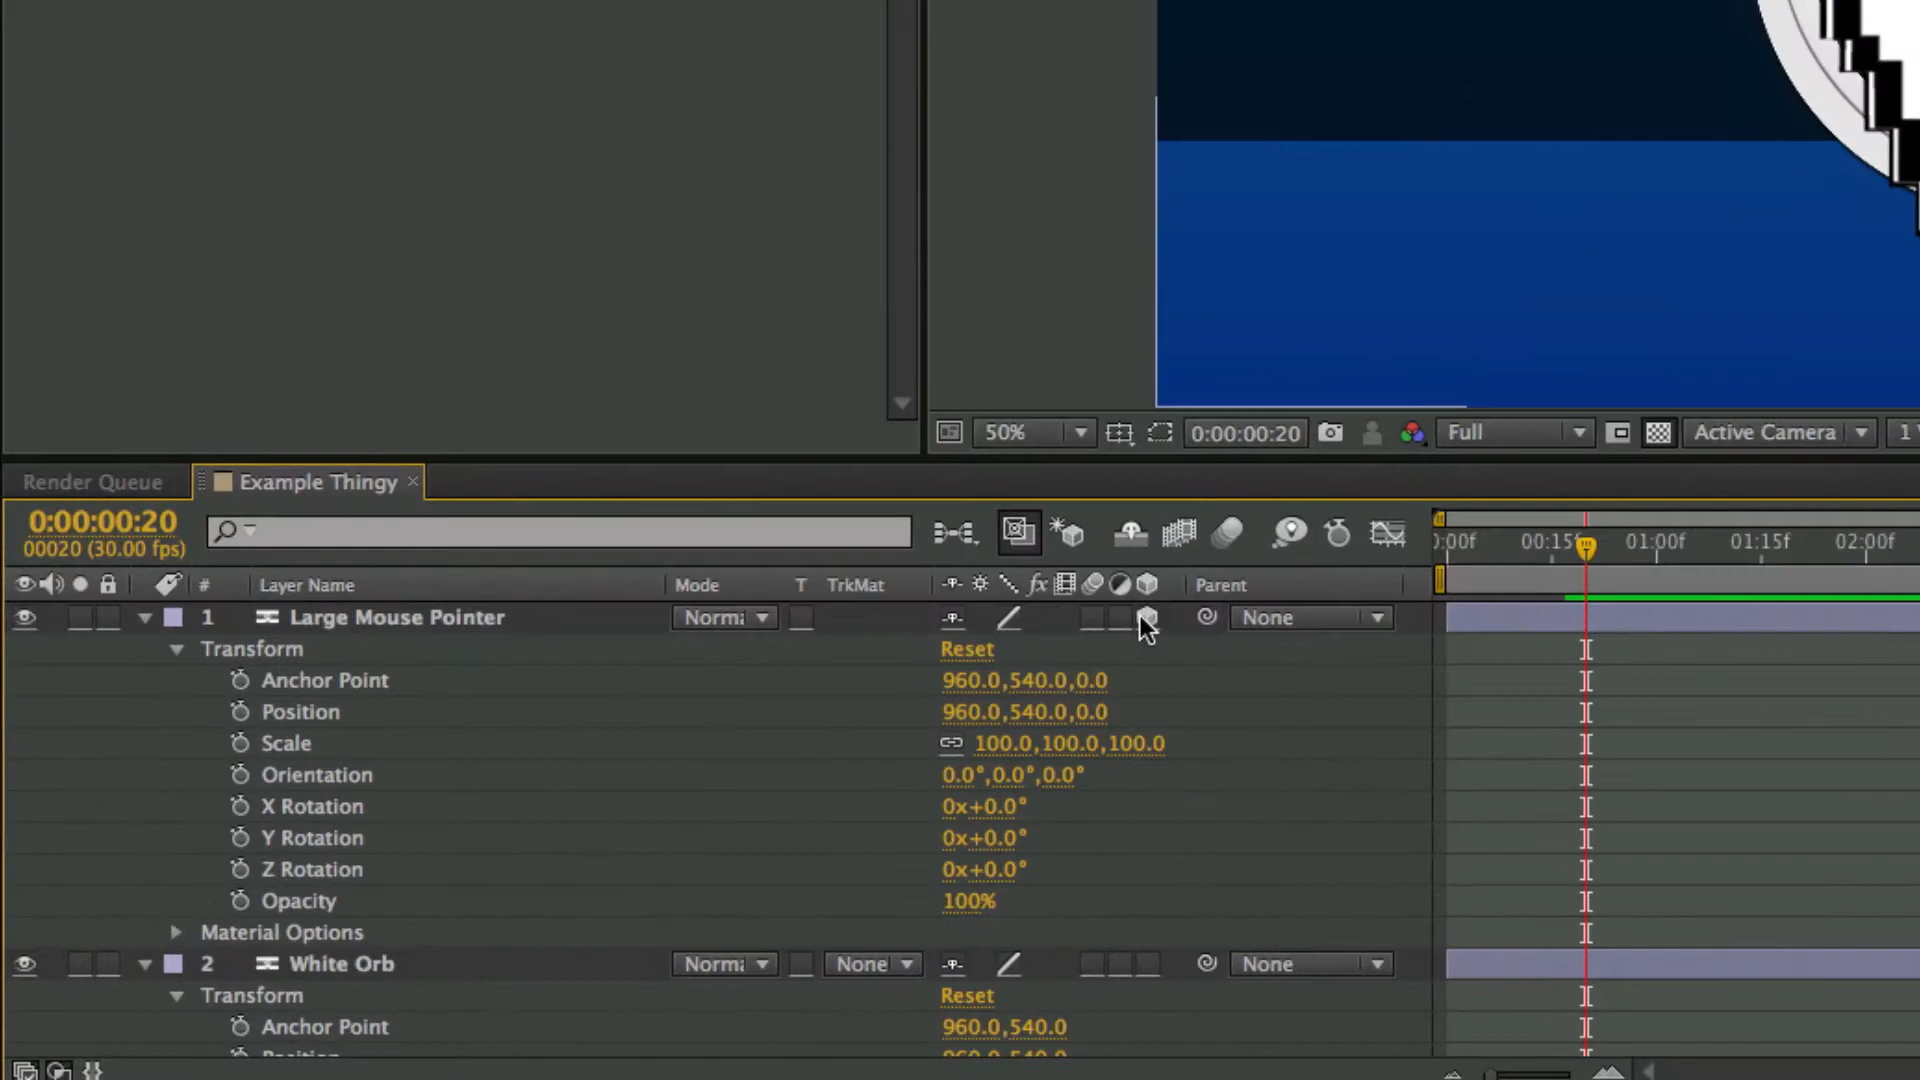 50%
0:00:00:20
Full
Active Camera
1
Render Queue
Example Thingy ×
0:00:00:20
00020 (30.00 fps)
):00f 00:15f 01:00f 01:15f 02:00f
# Layer Name Mode T TrkMat fx Parent
1 Large Mouse Pointer Norma None
Transform Reset
Anchor Point 960.0,540.0,0.0
Position 960.0,540.0,0.0
Scale 100.0,100.0,100.0
Orientation 0.0°,0.0°,0.0°
X Rotation 0x+0.0°
Y Rotation 0x+0.0°
Z Rotation 0x+0.0°
Opacity 100%
Material Options
2 White Orb Norma None None
Transform Reset
Anchor Point 960.0,540.0